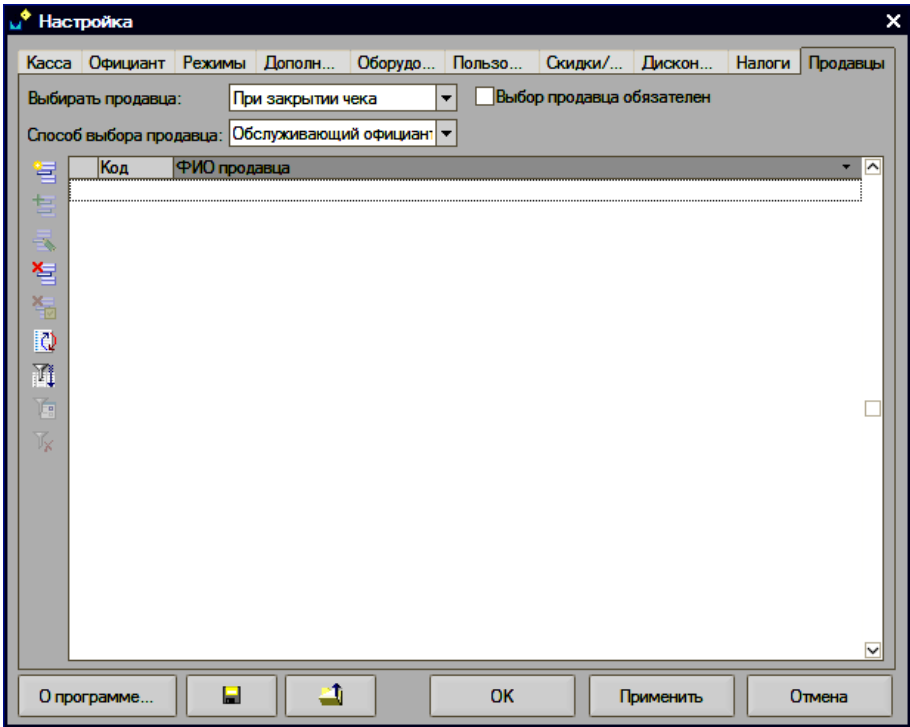 Настройка
Касса Официант Режимы Дополн... Оборудо... Пользо... Скидки/... Дискон... Налоги Продавцы
Выбирать продавца: При закрытии чека Выбор продавца обязателен
Способ выбора продавца: Обслуживающий официант
Код ФИО продавца
О программе... OK Применить Отмена